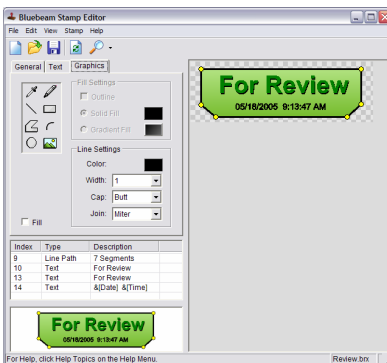 Bluebeam Stamp Editor
File Edit View Stamp Help
General Text Graphics
Fill Settings
Outline
Solid Fill
Gradient Fill
Line Settings
Color:
Width: 1
Cap: Butt
Join: Miter
Fill
For Review
05/18/2005 9:13:47 AM
Index Type Description
9 Line Path 7 Segments
10 Text For Review
13 Text For Review
14 Text &[Date] &[Time]
For Review
05/18/2005 9:13:47 AM
For Help, click Help Topics on the Help Menu.
Review.brx